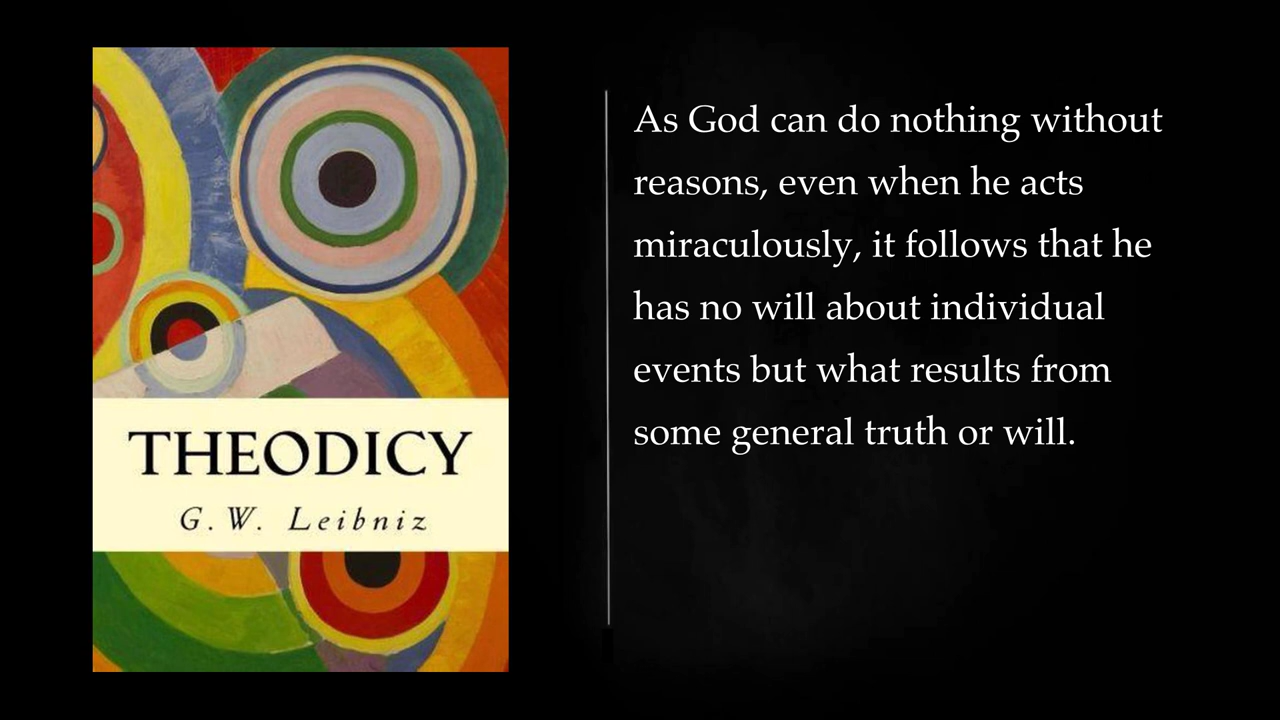 THEODICY
G. W. Leibniz
As God can do nothing without
reasons, even when he acts
miraculously, it follows that he
has no will about individual
events but what results from
some general truth or will.